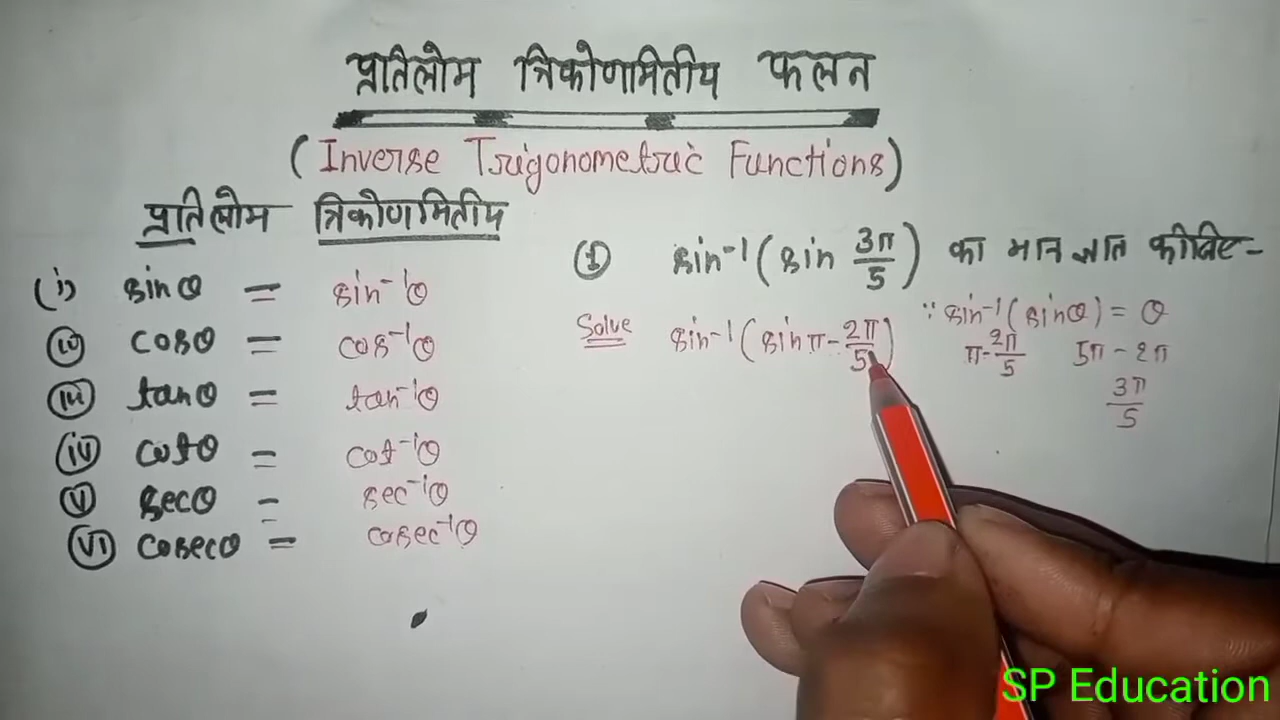 प्रतिलोम त्रिकोणमितीय फलन
(Inverse Trigonometric Functions)
प्रतिलोम त्रिकोणमितीय
(i) sinθ = sin⁻¹θ
(ii) cosθ = cos⁻¹θ
(iii) tanθ = tan⁻¹θ
(iv) cotθ = cot⁻¹θ
(v) secθ = sec⁻¹θ
(vi) cosecθ = cosec⁻¹θ
(1) sin⁻¹(sin 3π/5) का मान ज्ञात कीजिए-
Solve sin⁻¹(sin π - 2π/5) ∵ sin⁻¹(sinθ) = θ
π - 2π/5 5π - 2π
3π/5
SP Education